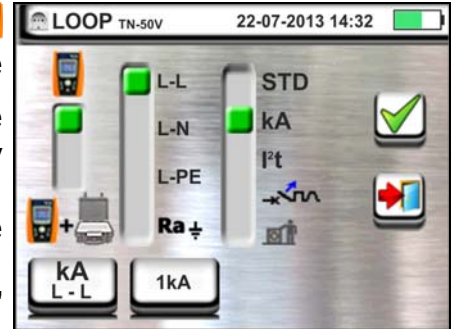 LOOP TN-50V 22-07-2013 14:32
L-L STD
L-N kA
L-PE I²t
Ra
kA
L - L
1kA